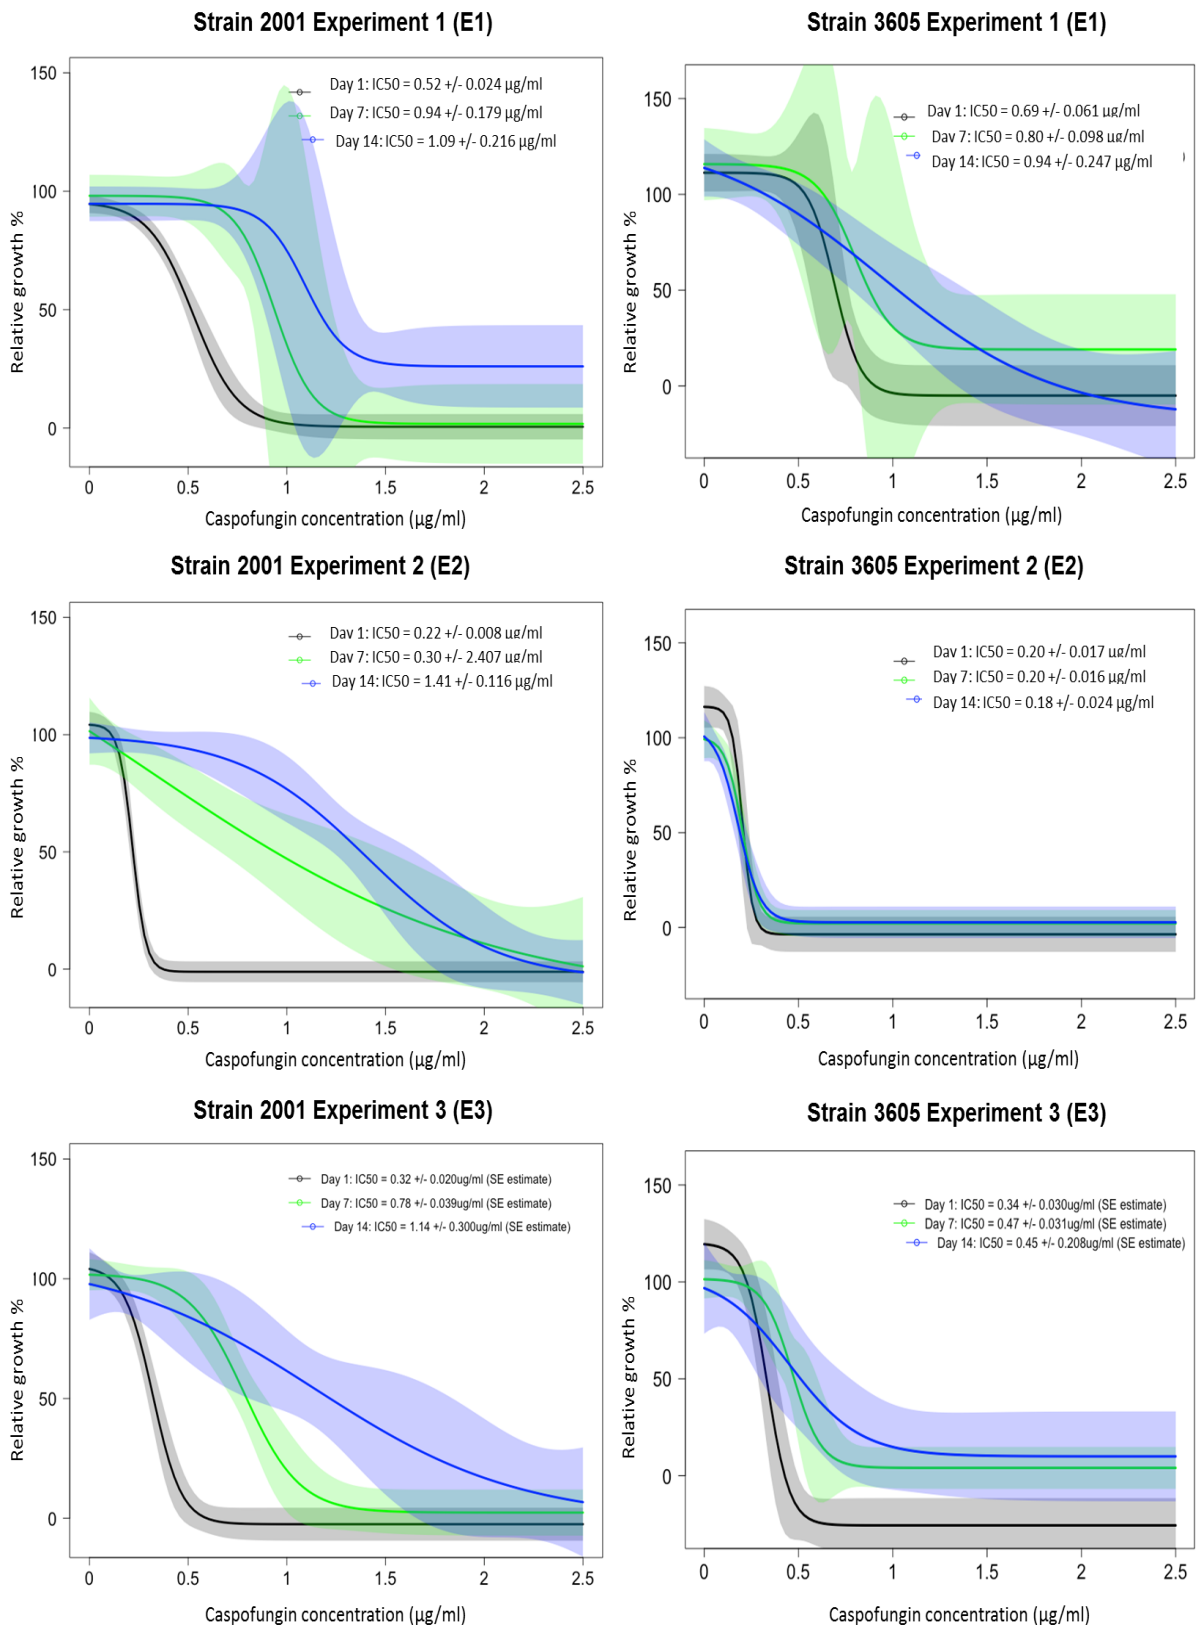 Strain 2001 Experiment 1 (E1)
150
100
50
0
Relative growth %
Day 1: IC50 = 0.52 +/- 0.024 µg/ml
Day 7: IC50 = 0.94 +/- 0.179 µg/ml
Day 14: IC50 = 1.09 +/- 0.216 µg/ml
0 0.5 1 1.5 2 2.5
Caspofungin concentration (µg/ml)
Strain 3605 Experiment 1 (E1)
150
100
50
0
Relative growth %
Day 1: IC50 = 0.69 +/- 0.061 µg/ml
Day 7: IC50 = 0.80 +/- 0.098 µg/ml
Day 14: IC50 = 0.94 +/- 0.247 µg/ml
)
0 0.5 1 1.5 2 2.5
Caspofungin concentration (µg/ml)
Strain 2001 Experiment 2 (E2)
150
100
50
0
Relative growth %
Day 1: IC50 = 0.22 +/- 0.008 µg/ml
Day 7: IC50 = 0.30 +/- 2.407 µg/ml
Day 14: IC50 = 1.41 +/- 0.116 µg/ml
0 0.5 1 1.5 2 2.5
Caspofungin concentration (µg/ml)
Strain 3605 Experiment 2 (E2)
150
100
50
0
Relative growth %
Day 1: IC50 = 0.20 +/- 0.017 µg/ml
Day 7: IC50 = 0.20 +/- 0.016 µg/ml
Day 14: IC50 = 0.18 +/- 0.024 µg/ml
0 0.5 1 1.5 2 2.5
Caspofungin concentration (µg/ml)
Strain 2001 Experiment 3 (E3)
150
100
50
0
Relative growth %
Day 1: IC50 = 0.32 +/- 0.020ug/ml (SE estimate)
Day 7: IC50 = 0.78 +/- 0.039ug/ml (SE estimate)
Day 14: IC50 = 1.14 +/- 0.300ug/ml (SE estimate)
0 0.5 1 1.5 2 2.5
Caspofungin concentration (µg/ml)
Strain 3605 Experiment 3 (E3)
150
100
50
0
Relative growth %
Day 1: IC50 = 0.34 +/- 0.030ug/ml (SE estimate)
Day 7: IC50 = 0.47 +/- 0.031ug/ml (SE estimate)
Day 14: IC50 = 0.45 +/- 0.208ug/ml (SE estimate)
0 0.5 1 1.5 2 2.5
Caspofungin concentration (µg/ml)